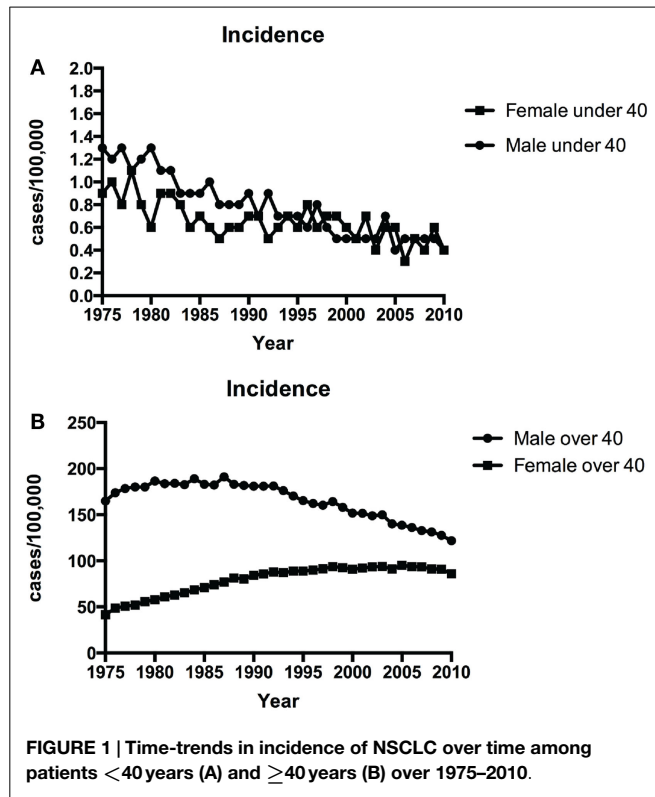 Incidence
A
2.0
1.8
1.6
1.4
1.2
1.0
0.8
0.6
0.4
0.2
0.0
cases/100,000
1975 1980 1985 1990 1995 2000 2005 2010
Year
Female under 40
Male under 40
Incidence
B
250
200
150
100
50
0
cases/100,000
1975 1980 1985 1990 1995 2000 2005 2010
Year
Male over 40
Female over 40
FIGURE 1 | Time-trends in incidence of NSCLC over time among
patients <40 years (A) and ≥40 years (B) over 1975–2010.